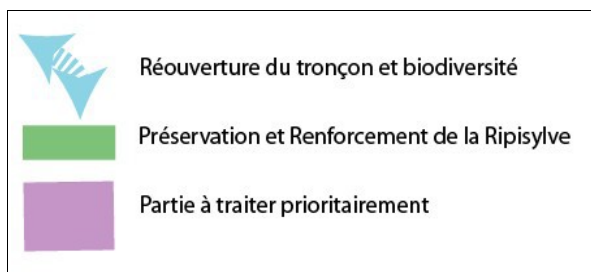 Réouverture du tronçon et biodiversité
Préservation et Renforcement de la Ripisylve
Partie à traiter prioritairement